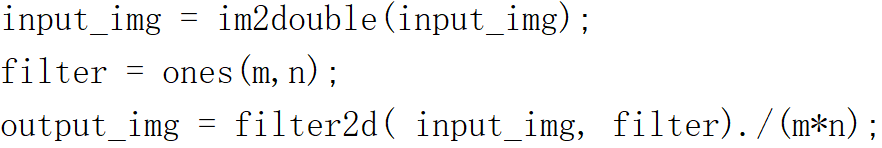 input_img = im2double(input_img);
filter = ones(m,n);
output_img = filter2d( input_img, filter)./(m*n);